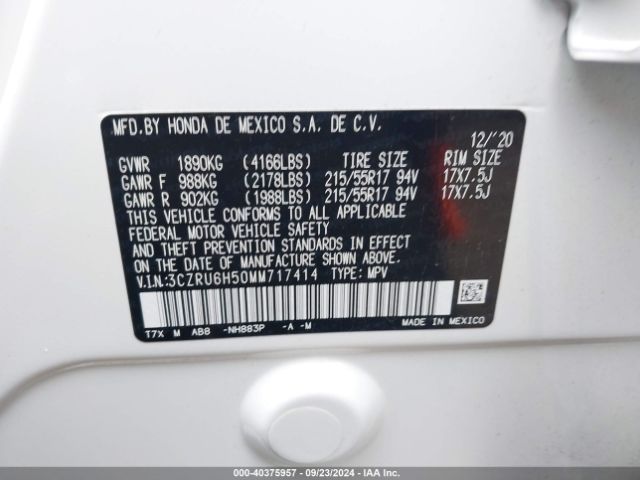 MFD.BY HONDA DE MEXICO S.A. DE C.V.
12/'20
GVWR 1890KG (4166LBS) TIRE SIZE RIM SIZE
GAWR F 988KG (2178LBS) 215/55R17 94V 17X7.5J
GAWR R 902KG (1988LBS) 215/55R17 94V 17X7.5J
THIS VEHICLE CONFORMS TO ALL APPLICABLE
FEDERAL MOTOR VEHICLE SAFETY
AND THEFT PREVENTION STANDARDS IN EFFECT
ON THE DATE OF MANUFACTURE SHOWN ABOVE.
V.I.N:3CZRU6H50MM717414 TYPE: MPV
T7X M AB8 -NH883P -A -M
MADE IN MEXICO
000-40375957 - 09/23/2024 - IAAI.COM